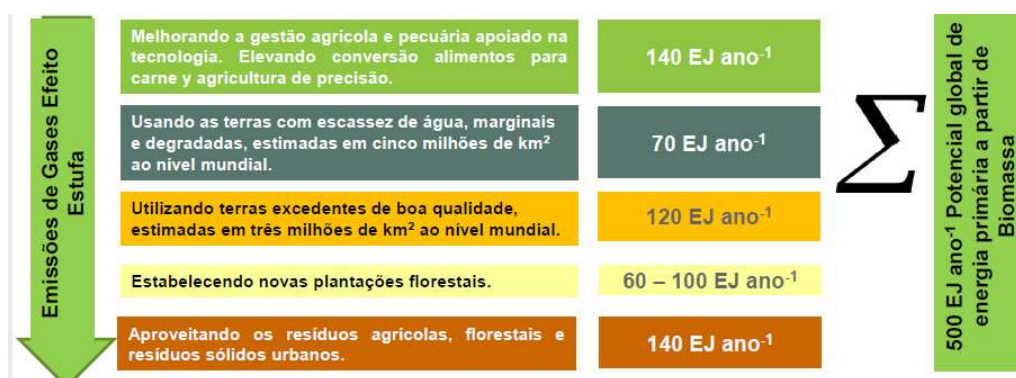 Emissões de Gases Efeito
Estufa
Melhorando a gestão agrícola e pecuária apoiado na
tecnologia. Elevando conversão alimentos para
carne y agricultura de precisão.
140 EJ ano⁻¹
Usando as terras com escassez de água, marginais
e degradadas, estimadas em cinco milhões de km²
ao nível mundial.
70 EJ ano⁻¹
Utilizando terras excedentes de boa qualidade,
estimadas em três milhões de km² ao nível mundial.
120 EJ ano⁻¹
Estabelecendo novas plantações florestais.
60 – 100 EJ ano⁻¹
Aproveitando os resíduos agrícolas, florestais e
resíduos sólidos urbanos.
140 EJ ano⁻¹
Σ
500 EJ ano⁻¹ Potencial global de
energia primária a partir de
Biomassa